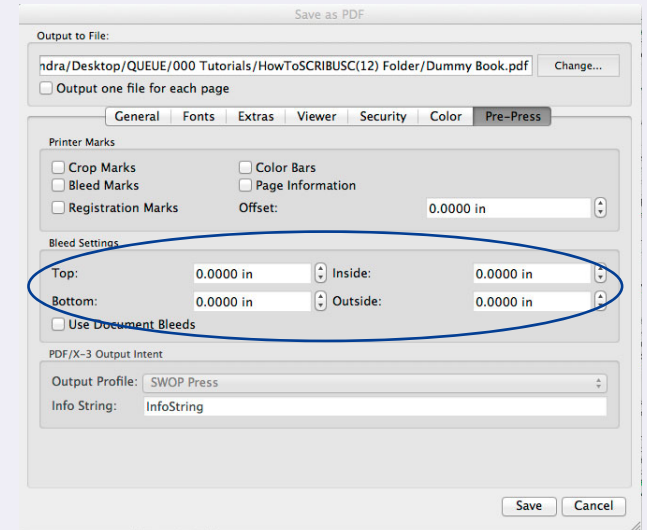 Save as PDF
Output to File:
ndra/Desktop/QUEUE/000 Tutorials/HowToSCRIBUSC(12) Folder/Dummy Book.pdf Change...
Output one file for each page
General Fonts Extras Viewer Security Color Pre-Press
Printer Marks
Crop Marks Color Bars
Bleed Marks Page Information
Registration Marks Offset: 0.0000 in
Bleed Settings
Top: 0.0000 in Inside: 0.0000 in
Bottom: 0.0000 in Outside: 0.0000 in
Use Document Bleeds
PDF/X-3 Output Intent
Output Profile: SWOP Press
Info String: InfoString
Save Cancel